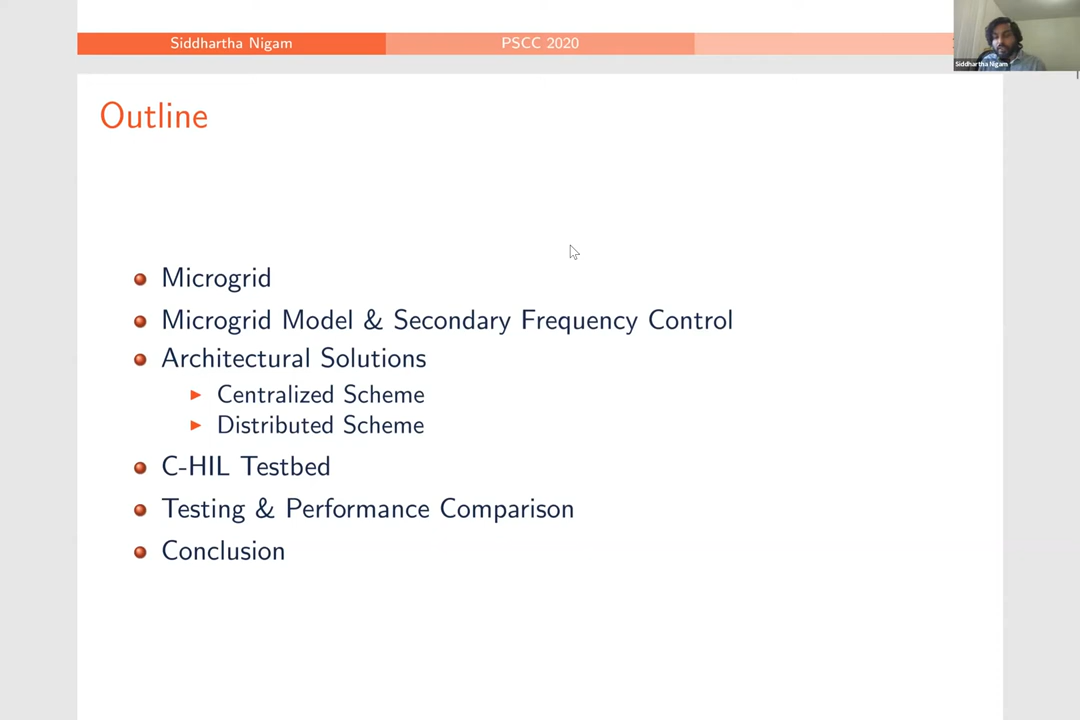 Siddhartha Nigam
PSCC 2020
Siddhartha Nigam
Outline
Microgrid
Microgrid Model & Secondary Frequency Control
Architectural Solutions
Centralized Scheme
Distributed Scheme
C-HIL Testbed
Testing & Performance Comparison
Conclusion